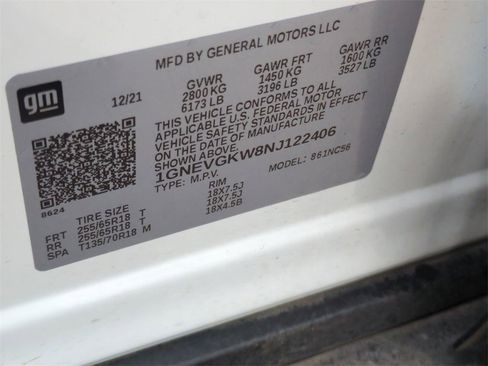 MFD BY GENERAL MOTORS LLC
gm
12/21
GVWR GAWR FRT GAWR RR
2800 KG 1450 KG 1600 KG
6173 LB 3196 LB 3527 LB
THIS VEHICLE CONFORMS TO ALL
APPLICABLE U.S. FEDERAL MOTOR
VEHICLE SAFETY STANDARDS IN EFFECT
ON THE DATE OF MANUFACTURE
SHOWN ABOVE.
1GNEVGKW8NJ122406
TYPE: M.P.V. MODEL: 861NC56
8624
TIRE SIZE RIM
FRT 255/65R18 T 18X7.5J
RR 255/65R18 T 18X7.5J
SPA T135/70R18 M 18X4.5B